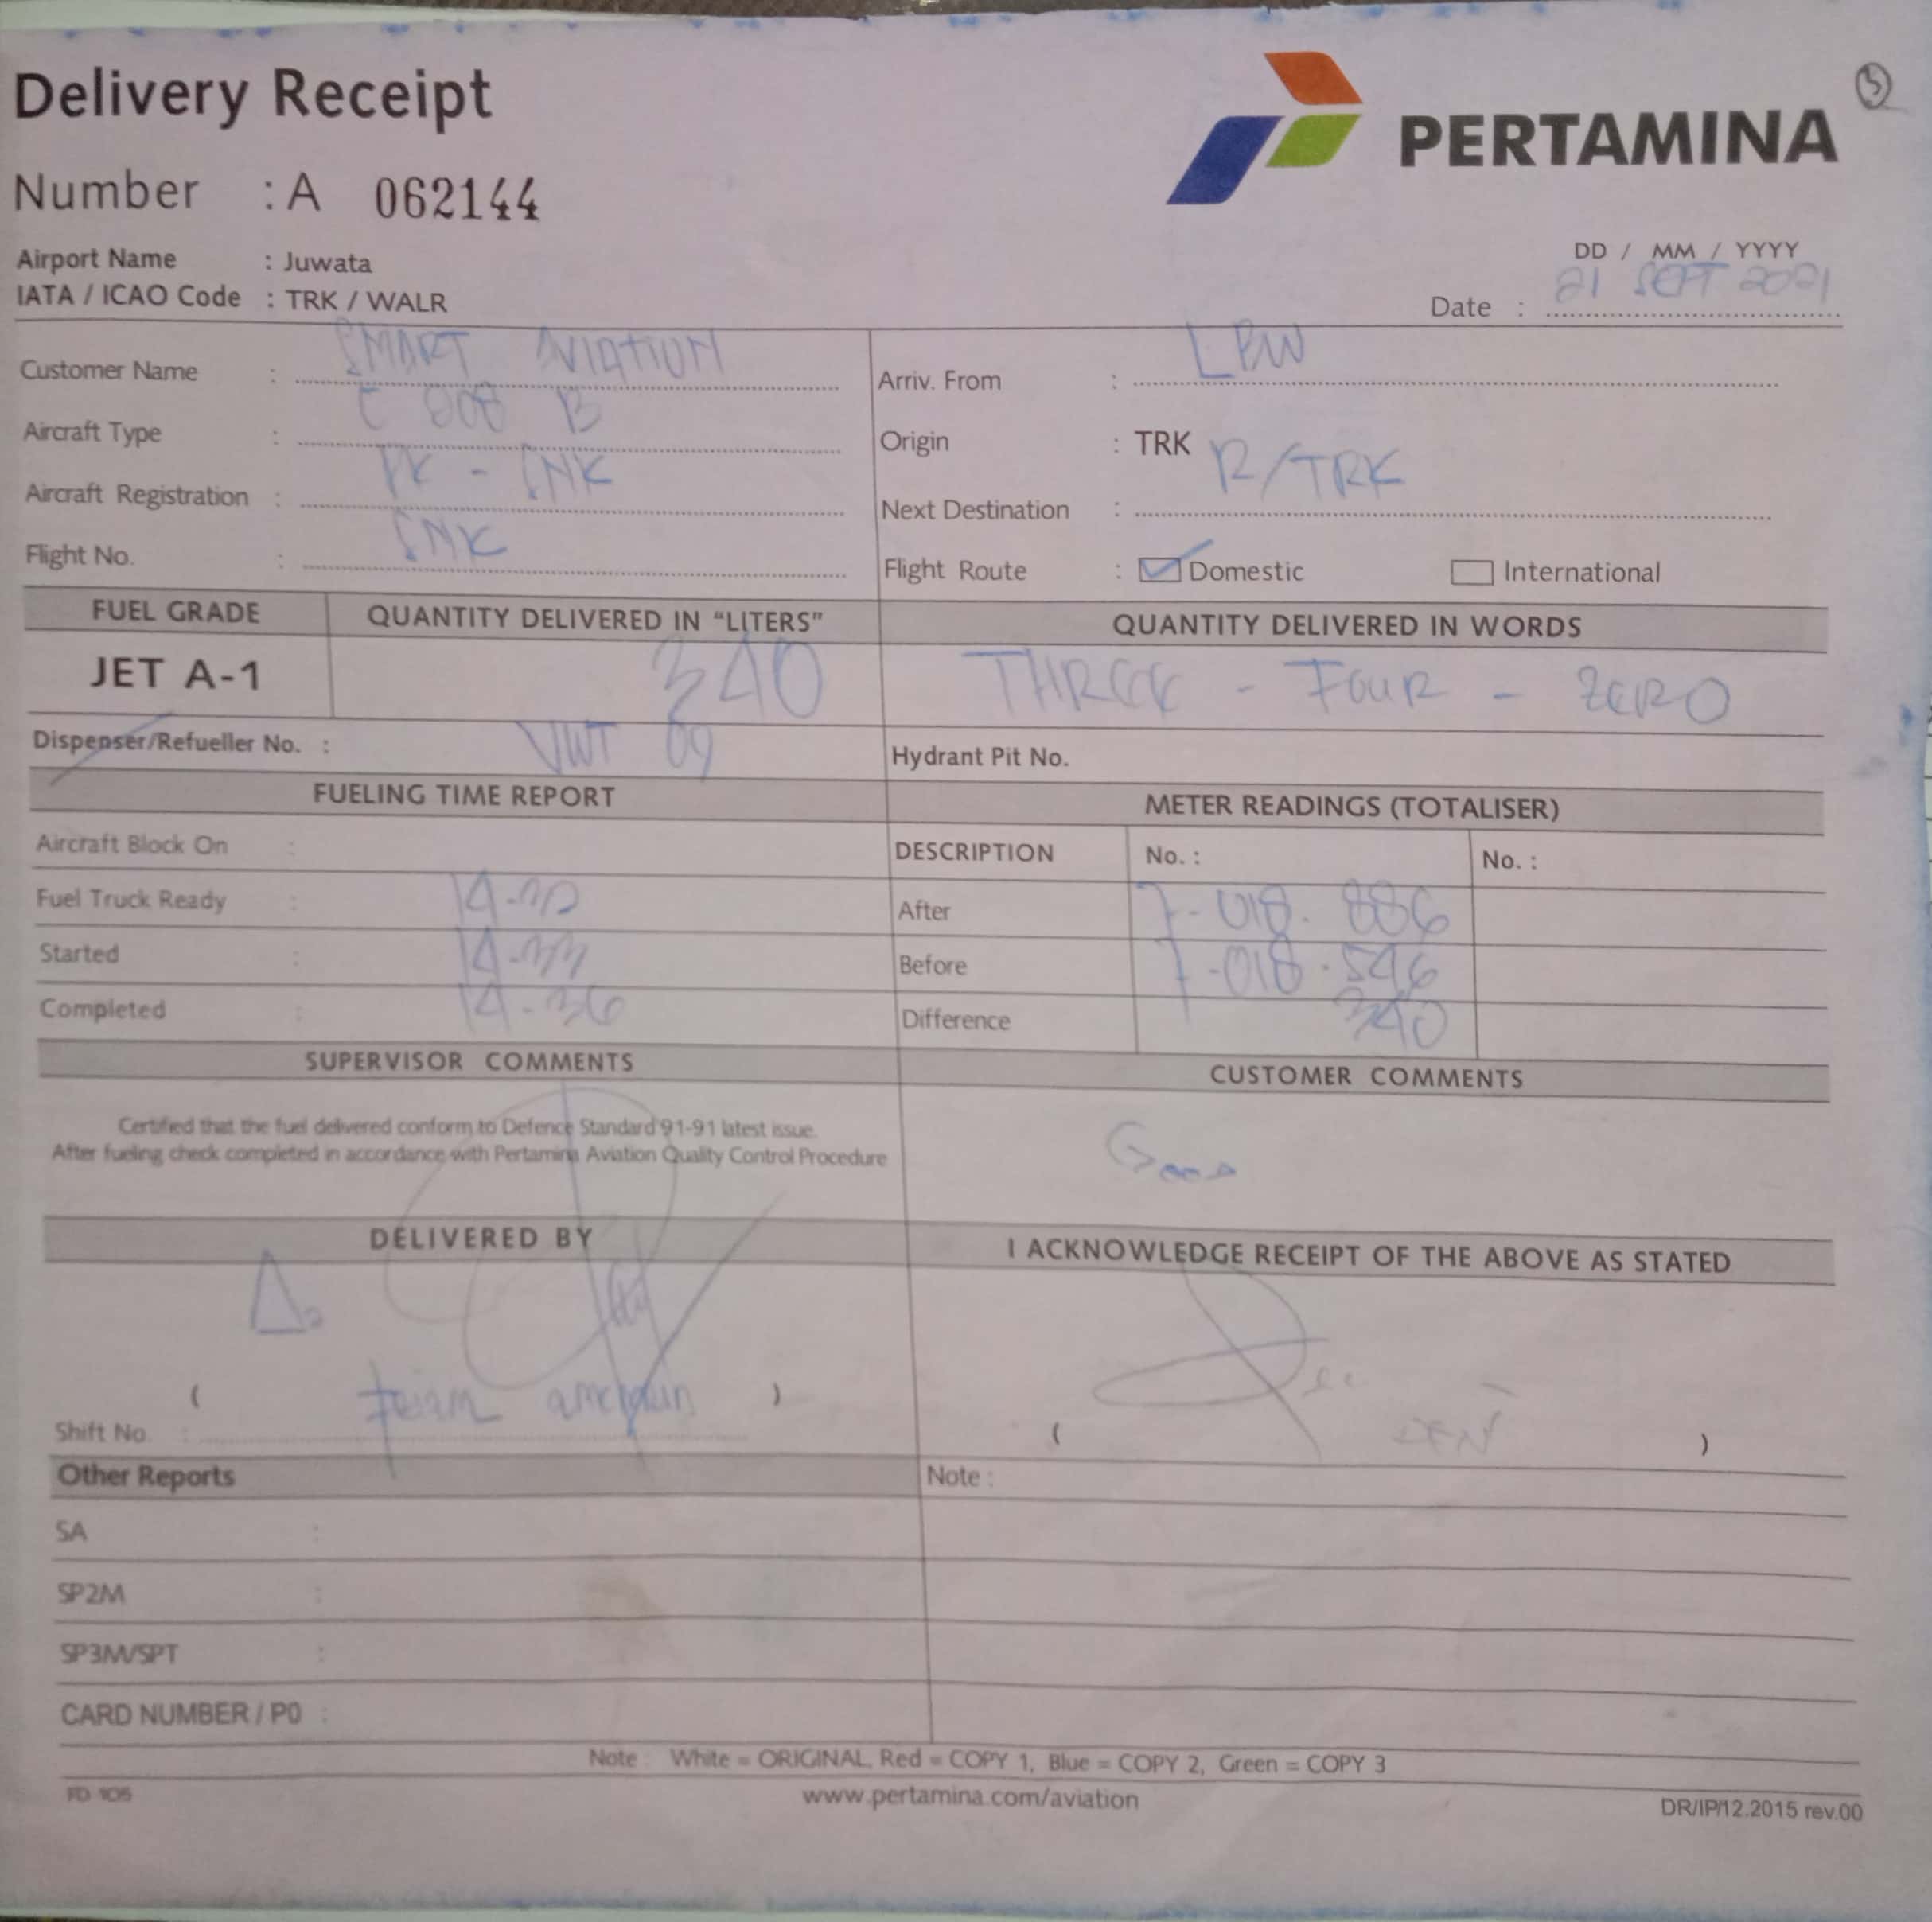 Delivery Receipt
PERTAMINA
Number : A 062144
Airport Name : Juwata
IATA / ICAO Code : TRK / WALR
DD / MM / YYYY
Date : 21 SEPT 2021
Customer Name : SMART AVIATION
Arriv. From : LBW
Aircraft Type : C 208 B
Origin : TRK
Aircraft Registration : PK - SNK
Next Destination : R/TRK
Flight No. : SNK
Flight Route : Domestic International
FUEL GRADE QUANTITY DELIVERED IN "LITERS" QUANTITY DELIVERED IN WORDS
JET A-1 340 THREE - FOUR - ZERO
Dispenser/Refueller No. : VWT 09 Hydrant Pit No.
FUELING TIME REPORT METER READINGS (TOTALISER)
Aircraft Block On : DESCRIPTION No. : No. :
Fuel Truck Ready : After 7-018. 886
Started : 14-33 Before 7-018.546
Completed : 14-36 Difference 340
SUPERVISOR COMMENTS CUSTOMER COMMENTS
Certified that the fuel delivered conform to Defence Standard 91-91 latest issue.
After fueling check completed in accordance with Pertamina Aviation Quality Control Procedure
GOOD
DELIVERED BY I ACKNOWLEDGE RECEIPT OF THE ABOVE AS STATED
( )
Shift No. : ( )
Other Reports Note :
SA :
SP2M :
SP3M/SPT :
CARD NUMBER / P0 :
Note : White = ORIGINAL, Red = COPY 1, Blue = COPY 2, Green = COPY 3
FD 105 www.pertamina.com/aviation DR/IP/12.2015 rev.00